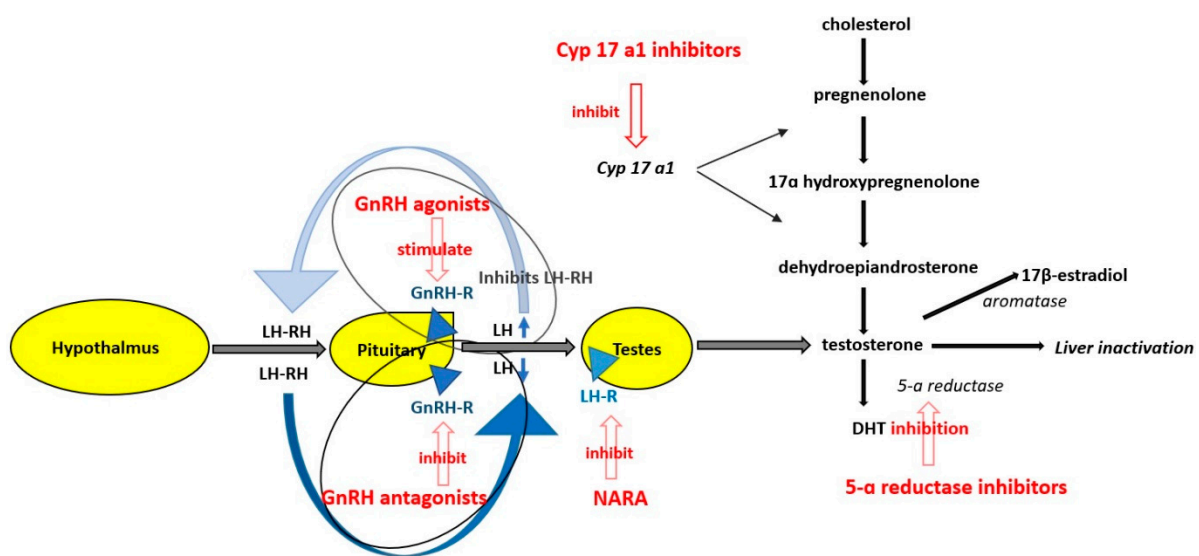 cholesterol
Cyp 17 a1 inhibitors
pregnenolone
inhibit
Cyp 17 a1
17α hydroxypregnenolone
GnRH agonists
stimulate
Inhibits LH-RH
GnRH-R
dehydroepiandrosterone
17β-estradiol
aromatase
Hypothalmus
LH-RH
LH-RH
Pituitary
LH
LH
Testes
testosterone
Liver inactivation
GnRH-R
LH-R
5-α reductase
DHT inhibition
inhibit
inhibit
GnRH antagonists
NARA
5-α reductase inhibitors